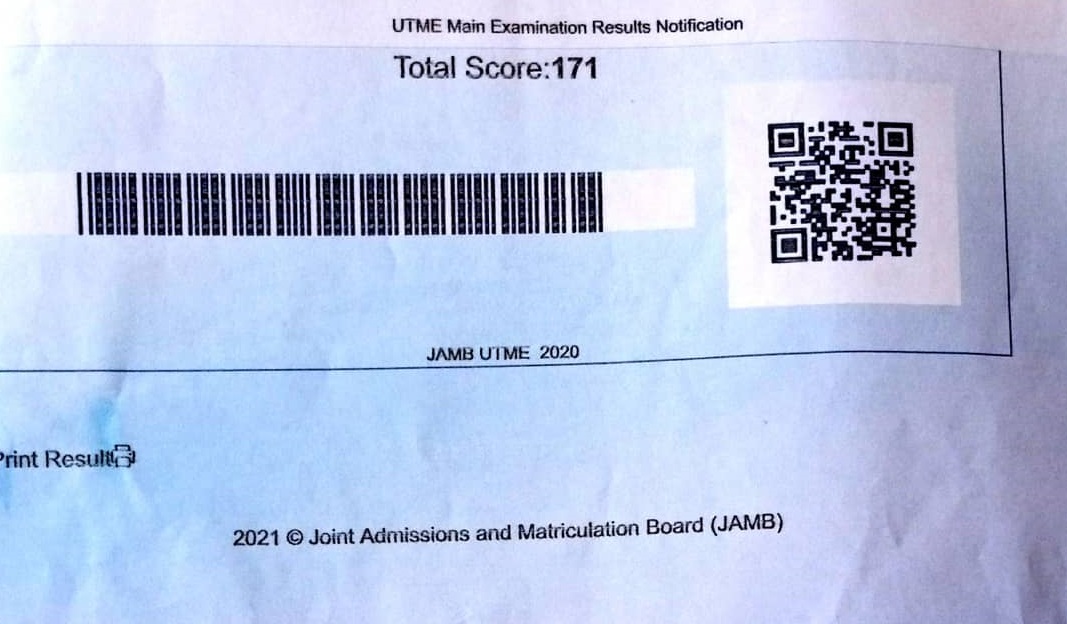 UTME Main Examination Results Notification
Total Score:171
JAMB UTME 2020
Print Result
2021 © Joint Admissions and Matriculation Board (JAMB)